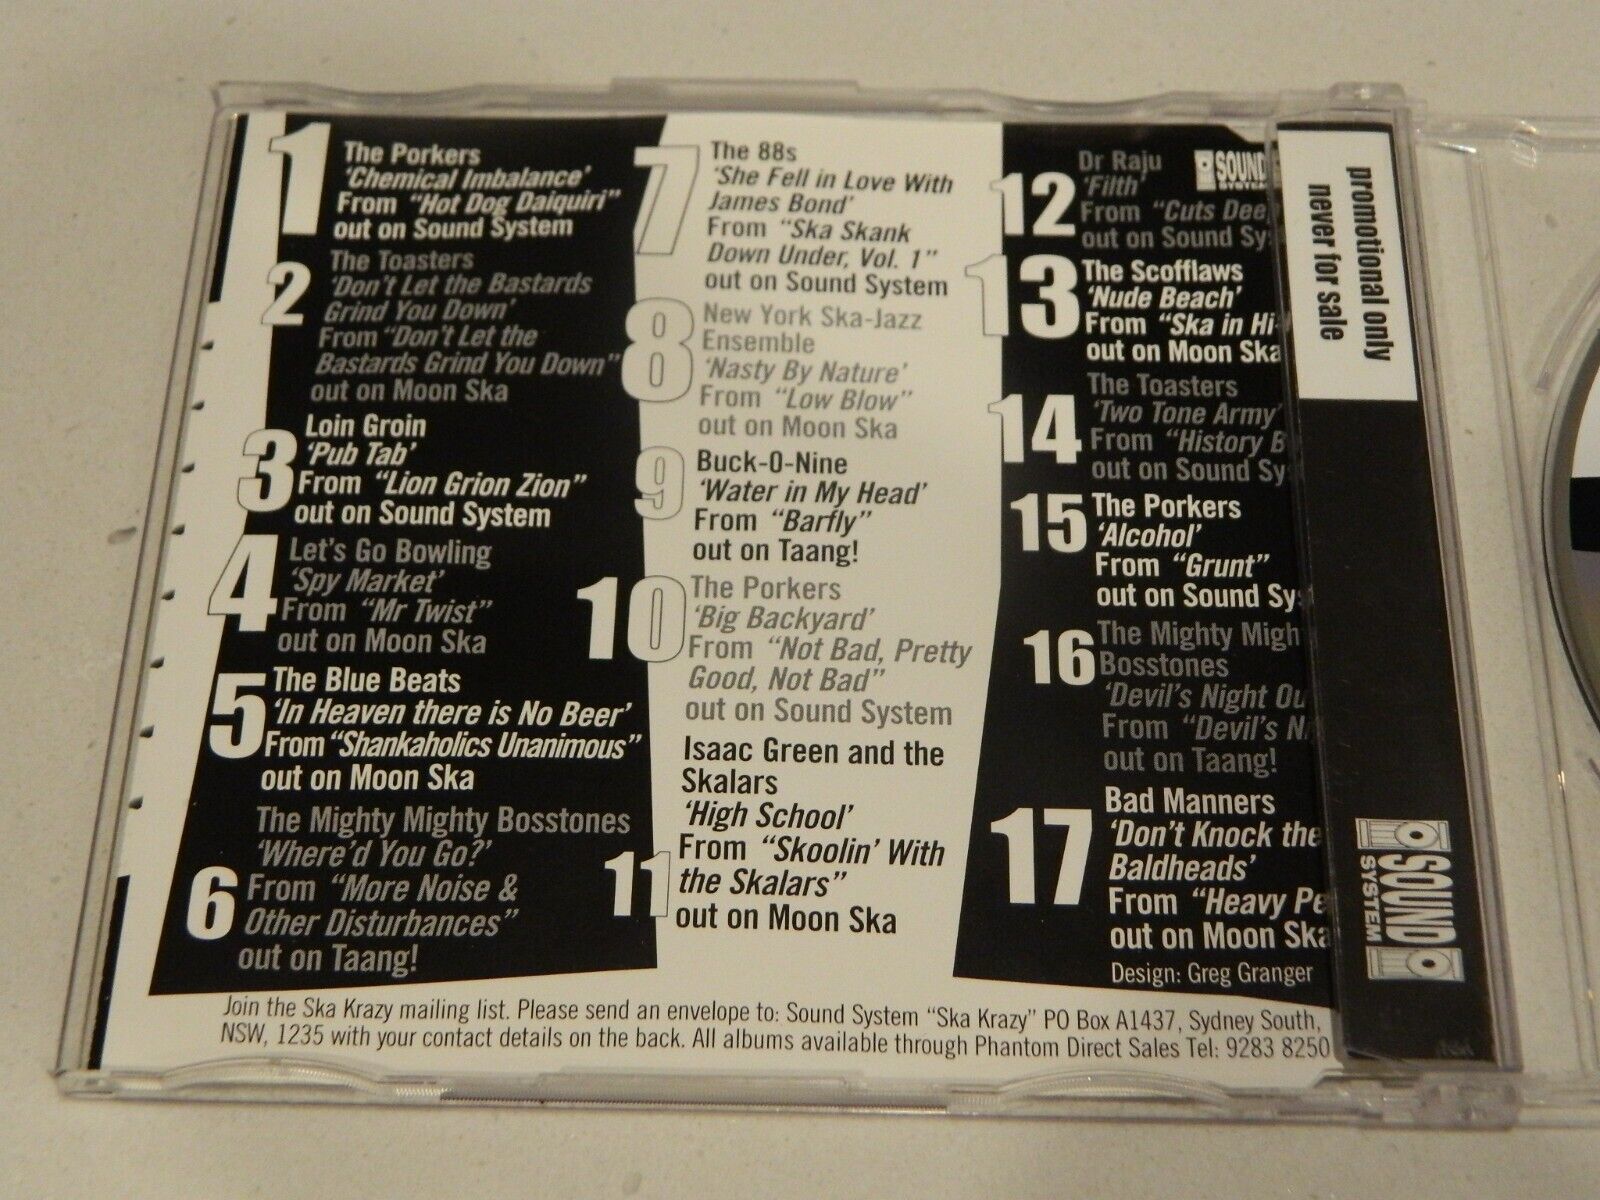 1
The Porkers
'Chemical Imbalance'
From "Hot Dog Daiquiri"
out on Sound System
2
The Toasters
'Don't Let the Bastards
Grind You Down'
From "Don't Let the
Bastards Grind You Down"
out on Moon Ska
3
Loin Groin
'Pub Tab'
From "Lion Grion Zion"
out on Sound System
4
Let's Go Bowling
'Spy Market'
From "Mr Twist"
out on Moon Ska
5
The Blue Beats
'In Heaven there is No Beer'
From "Shankaholics Unanimous"
out on Moon Ska
6
The Mighty Mighty Bosstones
'Where'd You Go?'
From "More Noise &
Other Disturbances"
out on Taang!
7
The 88s
'She Fell in Love With
James Bond'
From "Ska Skank
Down Under, Vol. 1"
out on Sound System
8
New York Ska-Jazz
Ensemble
'Nasty By Nature'
From "Low Blow"
out on Moon Ska
9
Buck-O-Nine
'Water in My Head'
From "Barfly"
out on Taang!
10
The Porkers
'Big Backyard'
From "Not Bad, Pretty
Good, Not Bad"
out on Sound System
11
Isaac Green and the
Skalars
'High School'
From "Skoolin' With
the Skalars"
out on Moon Ska
12
Dr Raju
'Filth'
From "Cuts Dee
out on Sound Sy
SOUND
13
The Scofflaws
'Nude Beach'
From "Ska in Hi-
out on Moon Ska
14
The Toasters
'Two Tone Army'
From "History B
out on Sound Sy
15
The Porkers
'Alcohol'
From "Grunt"
out on Sound Sy
16
The Mighty Migh
Bosstones
'Devil's Night Ou
From "Devil's N
out on Taang!
17
Bad Manners
'Don't Knock the
Baldheads'
From "Heavy Pe
out on Moon Ska
Design: Greg Granger
Join the Ska Krazy mailing list. Please send an envelope to: Sound System "Ska Krazy" PO Box A1437, Sydney South,
NSW, 1235 with your contact details on the back. All albums available through Phantom Direct Sales Tel: 9283 8250
promotional only
never for sale
SOUND
SYSTEM